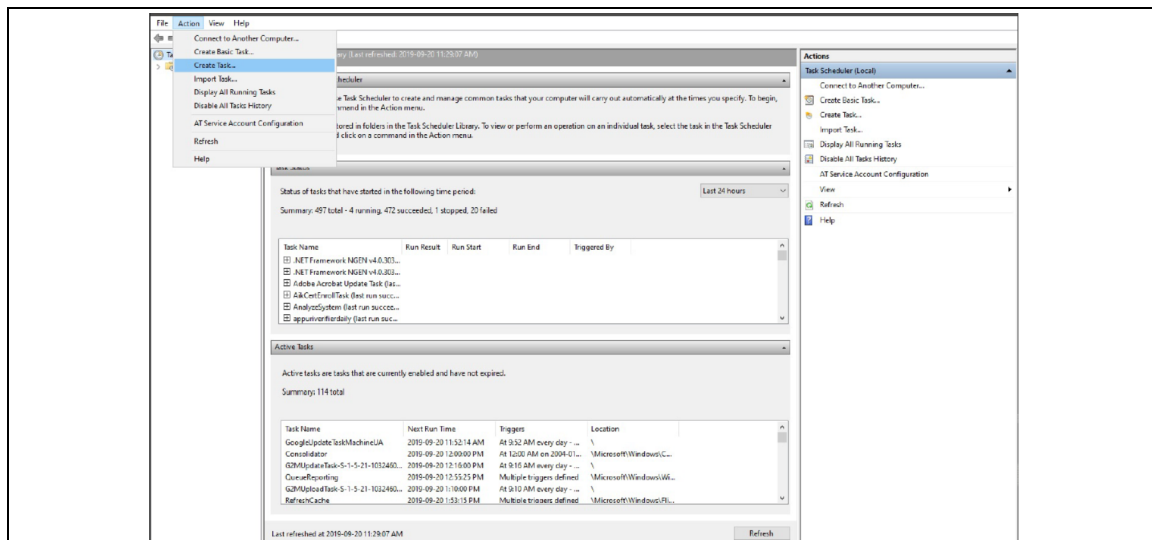 File Action View Help
Connect to Another Computer...
Create Basic Task...
Create Task...
Import Task...
Display All Running Tasks
Disable All Tasks History
AT Service Account Configuration
Refresh
Help
(Last refreshed: 2019-09-20 11:29:07 AM)
Task Scheduler to create and manage common tasks that your computer will carry out automatically at the times you specify. To begin,
in the Action menu.
stored in folders in the Task Scheduler Library. To view or perform an operation on an individual task, select the task in the Task Scheduler
click on a command in the Action menu.
Task Status
Status of tasks that have started in the following time period:
Last 24 hours
Summary: 497 total - 4 running, 472 succeeded, 1 stopped, 20 failed
Task Name Run Result Run Start Run End Triggered By
.NET Framework NGEN v4.0.303...
.NET Framework NGEN v4.0.303...
Adobe Acrobat Update Task (las...
AikCertEnrollTask (last run succ...
AnalyzeSystem (last run succee...
appuriverifierdaily (last run suc...
Active Tasks
Active tasks are tasks that are currently enabled and have not expired.
Summary: 114 total
Task Name Next Run Time Triggers Location
GoogleUpdateTaskMachineUA 2019-09-20 11:52:14 AM At 9:52 AM every day - ... \
Consolidator 2019-09-20 12:00:00 PM At 12:00 AM on 2004-01... \Microsoft\Windows\C...
G2MUpdateTask-S-1-5-21-1032460... 2019-09-20 12:16:00 PM At 9:16 AM every day - ... \
QueueReporting 2019-09-20 12:55:25 PM Multiple triggers defined \Microsoft\Windows\Wi...
G2MUploadTask-S-1-5-21-1032460... 2019-09-20 1:10:00 PM At 9:10 AM every day - ... \
RefreshCache 2019-09-20 1:53:15 PM Multiple triggers defined \Microsoft\Windows\Fli...
Last refreshed at 2019-09-20 11:29:07 AM
Refresh
Actions
Task Scheduler (Local)
Connect to Another Computer...
Create Basic Task...
Create Task...
Import Task...
Display All Running Tasks
Disable All Tasks History
AT Service Account Configuration
View
Refresh
Help